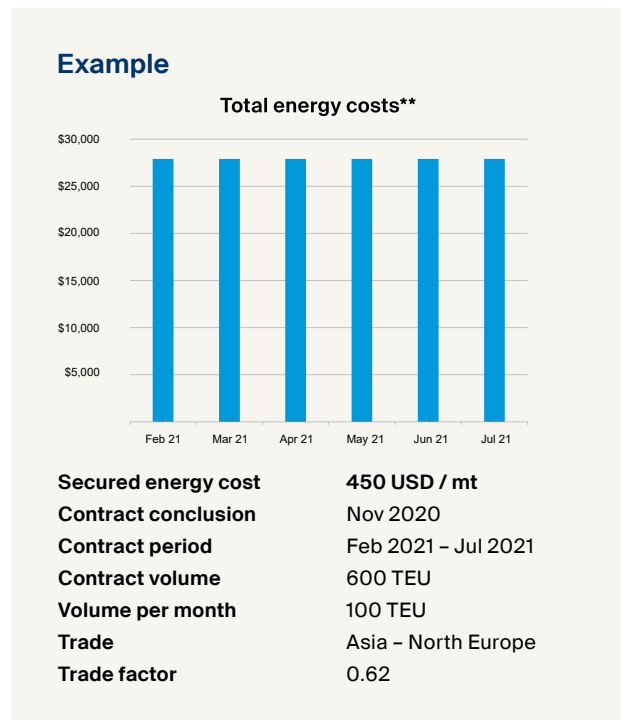 Example
Total energy costs**
$30,000
$25,000
$20,000
$15,000
$10,000
$5,000
Feb 21 Mar 21 Apr 21 May 21 Jun 21 Jul 21
Secured energy cost 450 USD / mt
Contract conclusion Nov 2020
Contract period Feb 2021 – Jul 2021
Contract volume 600 TEU
Volume per month 100 TEU
Trade Asia – North Europe
Trade factor 0.62